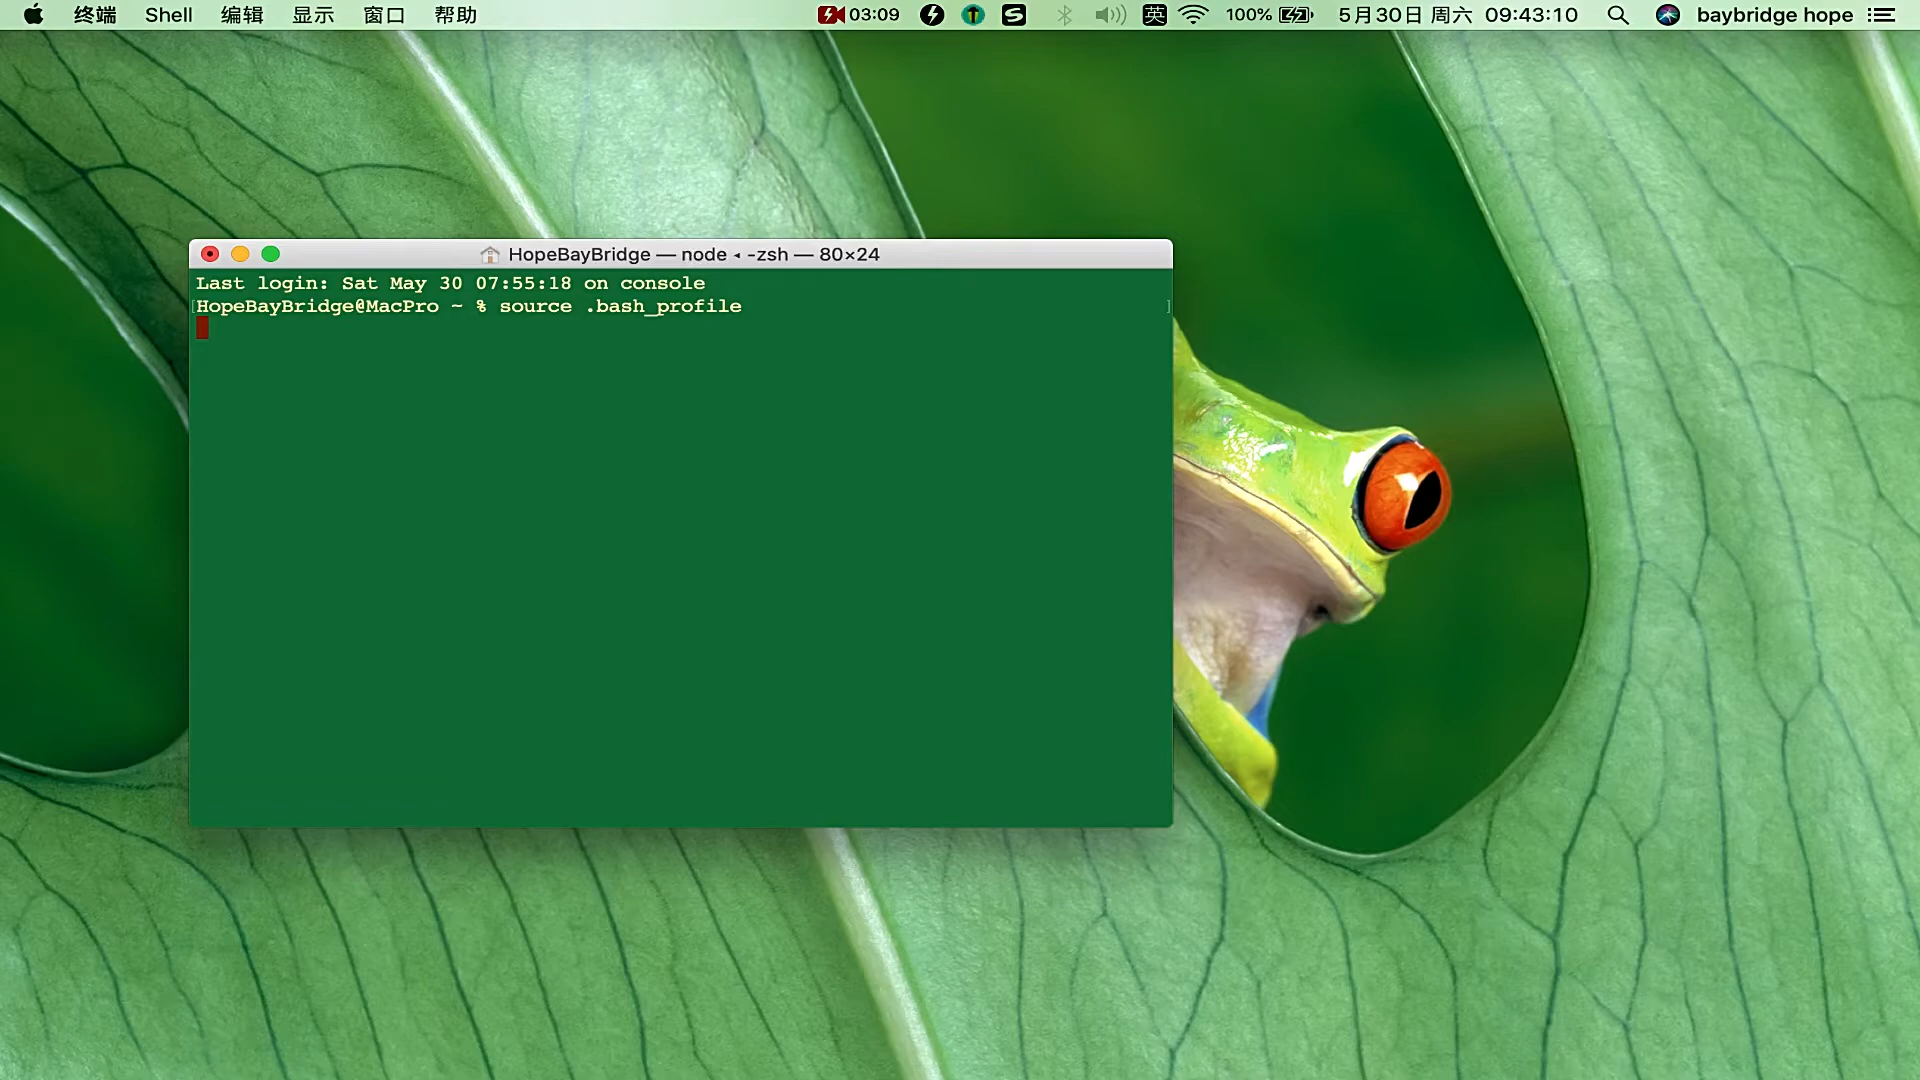 终端 Shell 编辑 显示 窗口 帮助 03:09 英 100% 5月30日 周六 09:43:10 baybridge hope
HopeBayBridge — node ◂ -zsh — 80×24
Last login: Sat May 30 07:55:18 on console
[HopeBayBridge@MacPro ~ % source .bash_profile ]